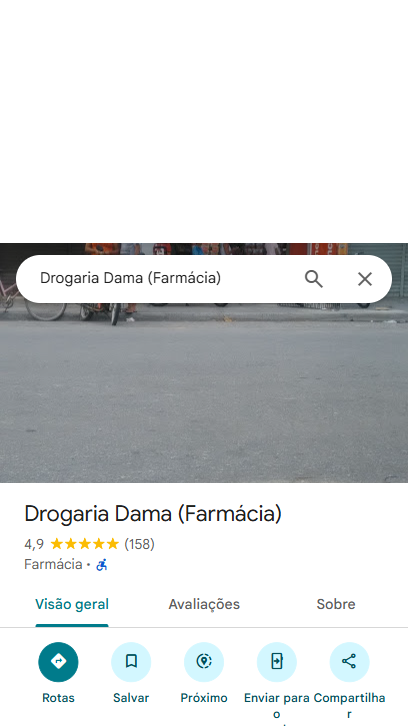 Drogaria Dama (Farmácia)
Drogaria Dama (Farmácia)
4,9 (158)
Farmácia ·
Visão geral Avaliações Sobre
Rotas Salvar Próximo Enviar para o Compartilhar